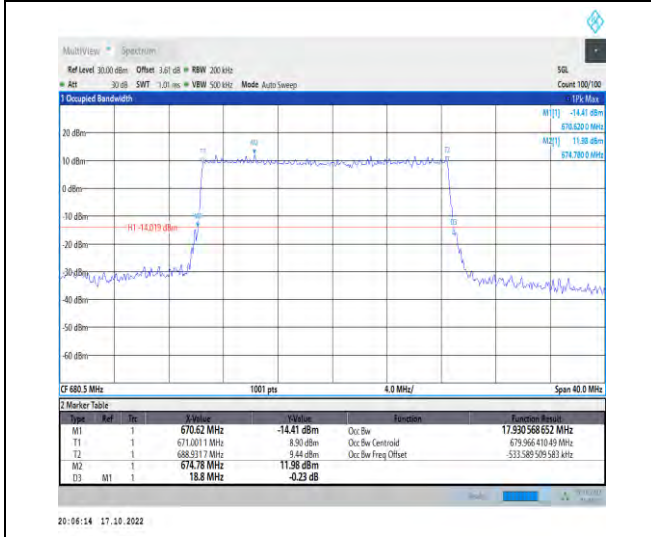 MultiView Spectrum
Ref Level 30.00 dBm Offset 3.61 dB RBW 200 kHz SGL
Att 30 dB SWT 1.01 ms VBW 500 kHz Mode Auto Sweep Count 100/100
1 Occupied Bandwidth 1Pk Max
M1[1] -14.41 dBm
670.620 0 MHz
M2[1] 11.98 dBm
674.780 0 MHz
20 dBm
M2
T1
T2
10 dBm
0 dBm
-10 dBm
H1 -14.019 dBm
-20 dBm
-30 dBm
-40 dBm
-50 dBm
-60 dBm
CF 680.5 MHz 1001 pts 4.0 MHz/ Span 40.0 MHz
2 Marker Table
Type Ref Trc X-Value Y-Value Function Function Result
M1 1 670.62 MHz -14.41 dBm Occ Bw 17.930 568 652 MHz
T1 1 671.001 1 MHz 8.90 dBm Occ Bw Centroid 679.966 410 49 MHz
T2 1 688.931 7 MHz 9.44 dBm Occ Bw Freq Offset -533.589 509 583 kHz
M2 1 674.78 MHz 11.98 dBm
D3 M1 1 18.8 MHz -0.23 dB
20:06:14 17.10.2022